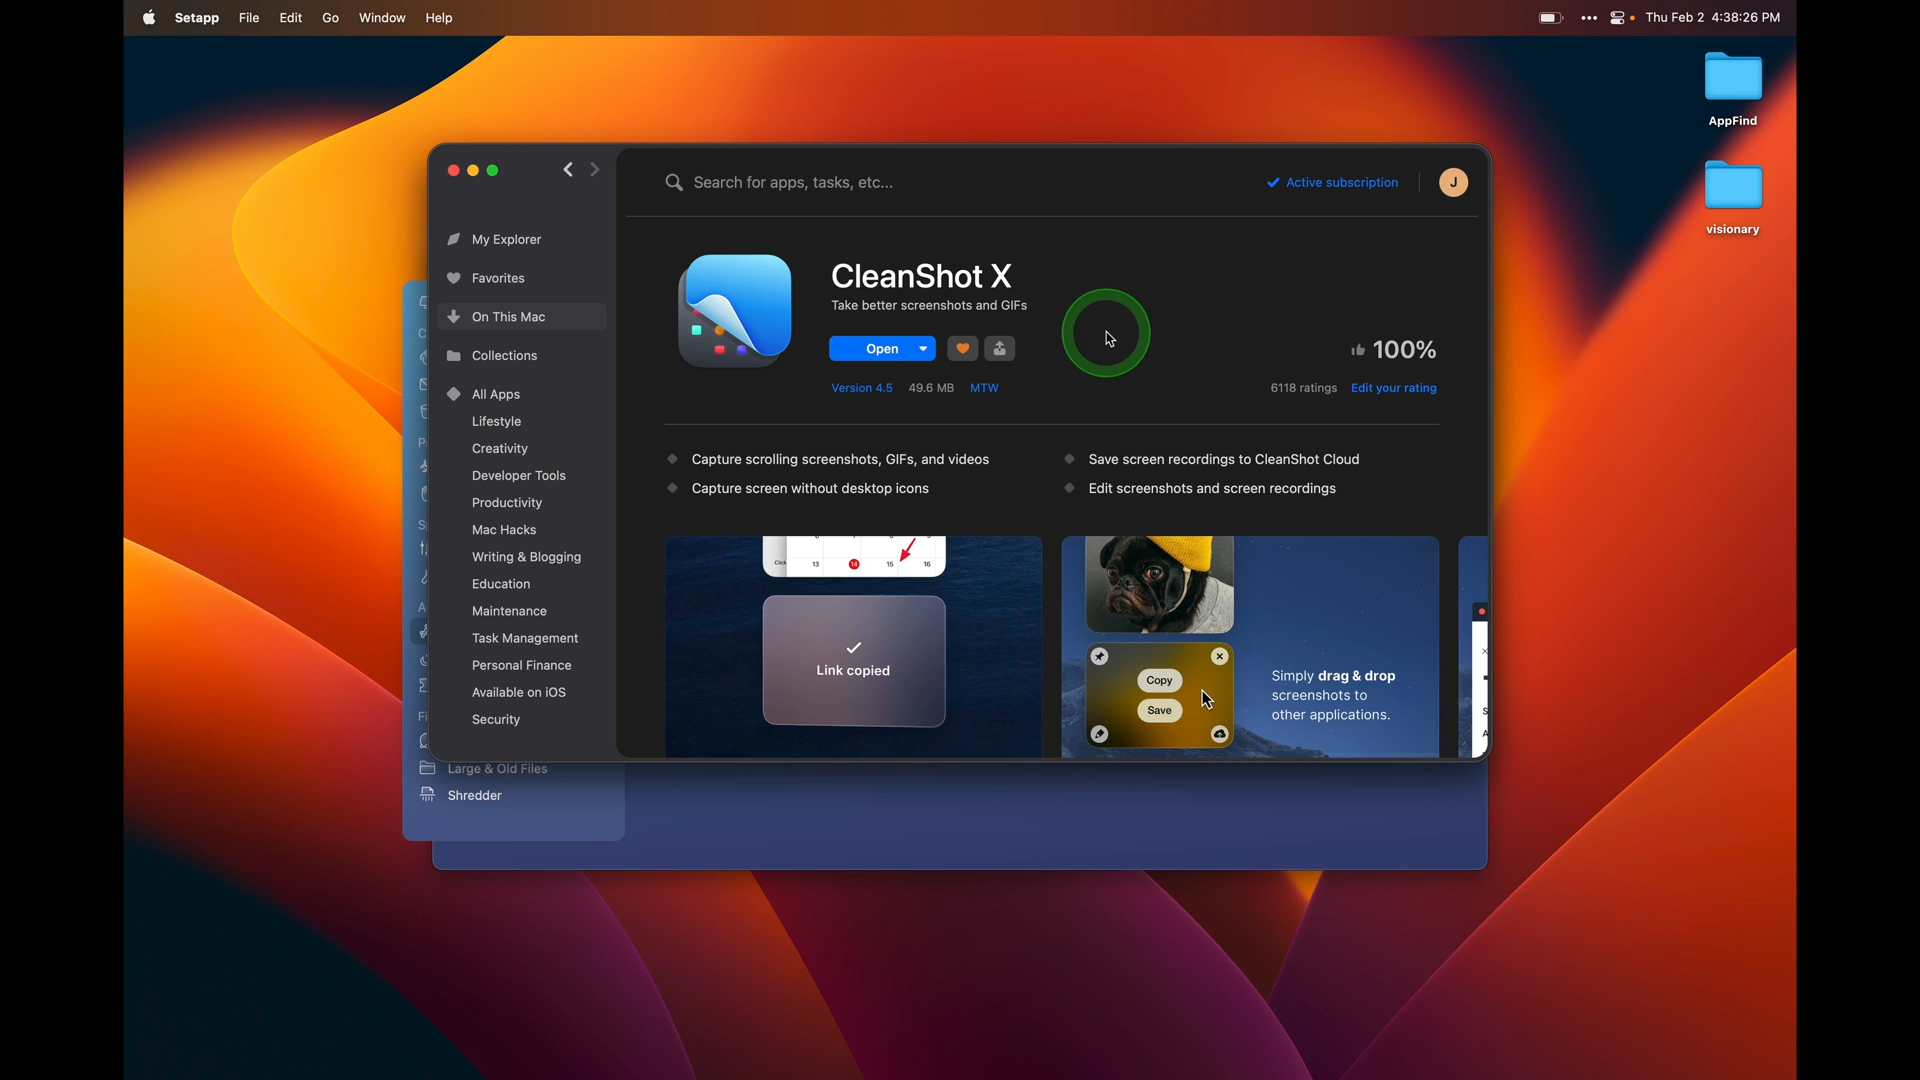 Setapp File Edit Go Window Help
Thu Feb 2 4:38:26 PM
AppFind
visionary
Search for apps, tasks, etc...
Active subscription
J
My Explorer
Favorites
On This Mac
Collections
All Apps
Lifestyle
Creativity
Developer Tools
Productivity
Mac Hacks
Writing & Blogging
Education
Maintenance
Task Management
Personal Finance
Available on iOS
Security
CleanShot X
Take better screenshots and GIFs
Open
Version 4.5 49.6 MB MTW
100%
6118 ratings Edit your rating
Capture scrolling screenshots, GIFs, and videos
Capture screen without desktop icons
Save screen recordings to CleanShot Cloud
Edit screenshots and screen recordings
Click 13 14 15 16
Link copied
Copy
Save
Simply drag & drop
screenshots to
other applications.
Large & Old Files
Shredder